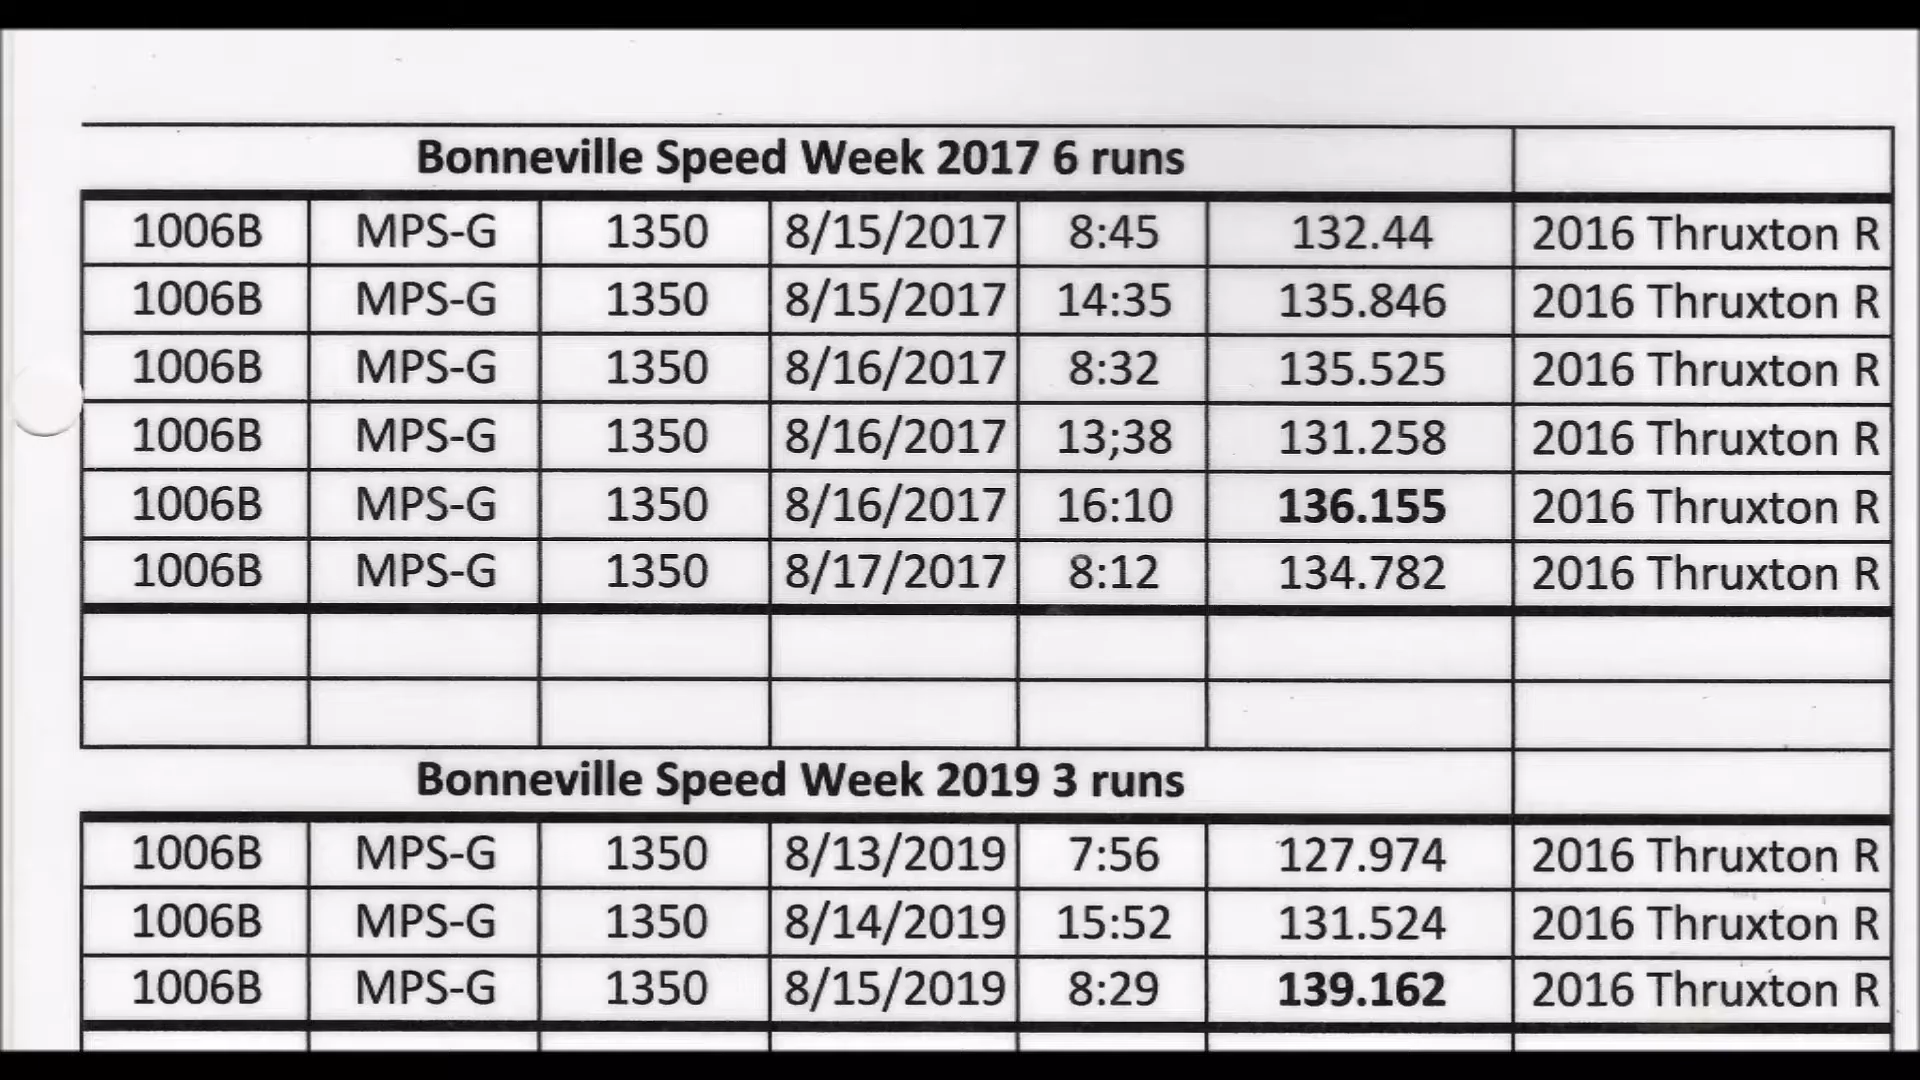 Bonneville Speed Week 2017 6 runs
1006B MPS-G 1350 8/15/2017 8:45 132.44 2016 Thruxton R
1006B MPS-G 1350 8/15/2017 14:35 135.846 2016 Thruxton R
1006B MPS-G 1350 8/16/2017 8:32 135.525 2016 Thruxton R
1006B MPS-G 1350 8/16/2017 13;38 131.258 2016 Thruxton R
1006B MPS-G 1350 8/16/2017 16:10 136.155 2016 Thruxton R
1006B MPS-G 1350 8/17/2017 8:12 134.782 2016 Thruxton R
Bonneville Speed Week 2019 3 runs
1006B MPS-G 1350 8/13/2019 7:56 127.974 2016 Thruxton R
1006B MPS-G 1350 8/14/2019 15:52 131.524 2016 Thruxton R
1006B MPS-G 1350 8/15/2019 8:29 139.162 2016 Thruxton R